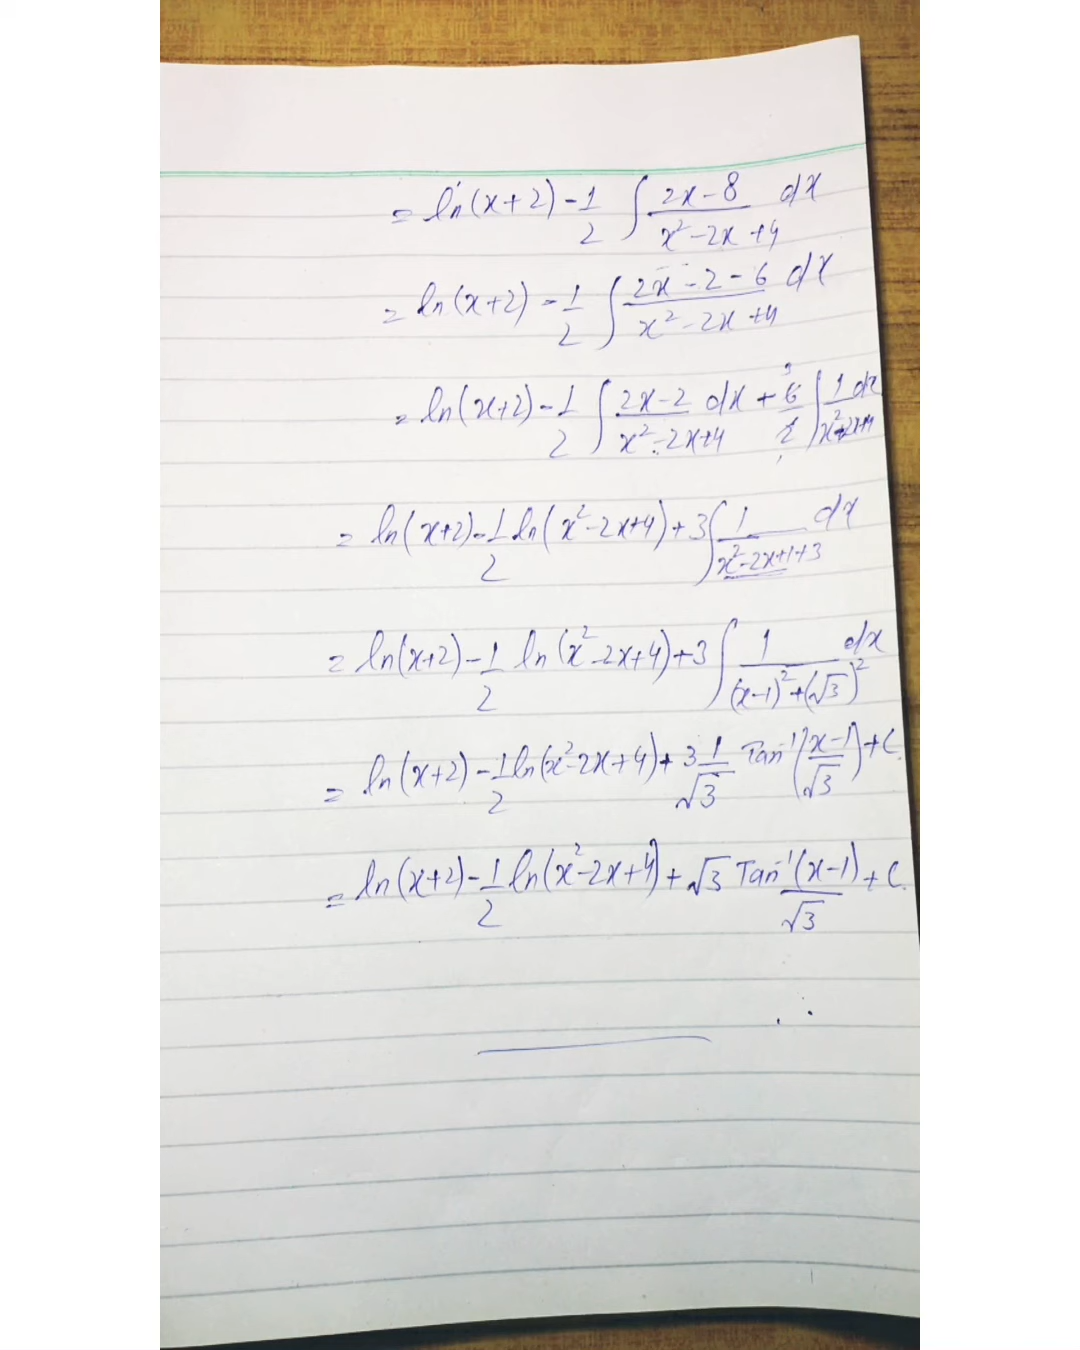 = ln(x+2) - 1/2 ∫ (2x-8)/(x²-2x+4) dx
= ln(x+2) - 1/2 ∫ (2x-2-6)/(x²-2x+4) dx
= ln(x+2) - 1/2 ∫ (2x-2)/(x²-2x+4) dx + 6/2 ∫ 1/(x²-2x+4) dx
= ln(x+2) - 1/2 ln(x²-2x+4) + 3 ∫ 1/(x²-2x+1+3) dx
= ln(x+2) - 1/2 ln(x²-2x+4) + 3 ∫ 1/((x-1)²+(√3)²) dx
= ln(x+2) - 1/2 ln(x²-2x+4) + 3 1/√3 Tan⁻¹((x-1)/√3) + C.
= ln(x+2) - 1/2 ln(x²-2x+4) + √3 Tan⁻¹(x-1)/√3 + C.